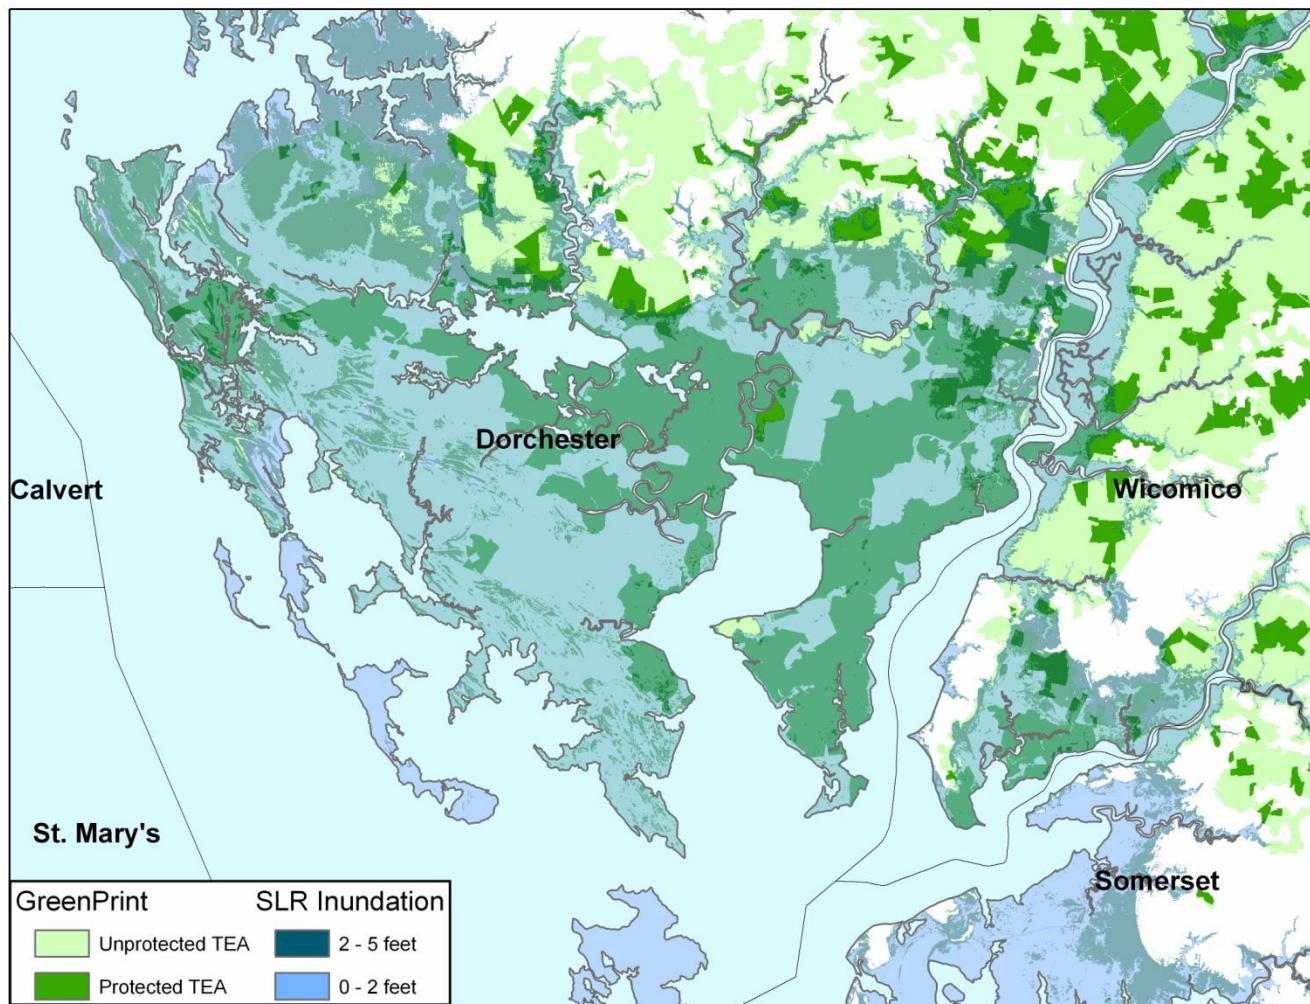 Dorchester
Calvert
Wicomico
St. Mary's
Somerset
GreenPrint
SLR Inundation
Unprotected TEA
2 - 5 feet
Protected TEA
0 - 2 feet